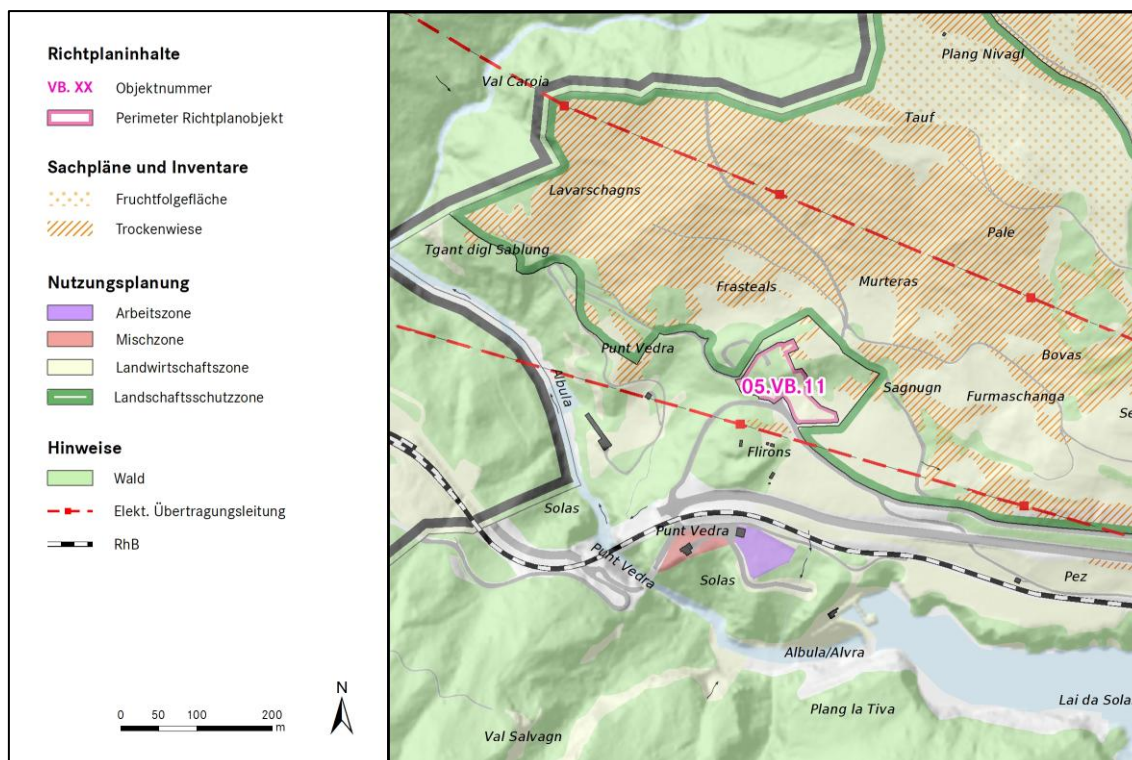 Richtplaninhalte
VB. XX Objektnummer
Perimeter Richtplanobjekt
Sachpläne und Inventare
Fruchtfolgefläche
Trockenwiese
Nutzungsplanung
Arbeitszone
Mischzone
Landwirtschaftszone
Landschaftsschutzzone
Hinweise
Wald
Elekt. Übertragungsleitung
RhB
N
0 50 100 200
m
Plang Nivagl
Val Caroia
Tauf
Lavarschagns
Pale
Tgant digl Sablung
Frasteals
Murteras
Punt Vedra
Bovas
05.VB.11
Albula
Sagnugn
Furmaschanga
Flirons
Solas
Punt Vedra
Punt Vedra
Solas
Pez
Albula/Alvra
Lai da Solas
Plang la Tiva
Val Salvagn